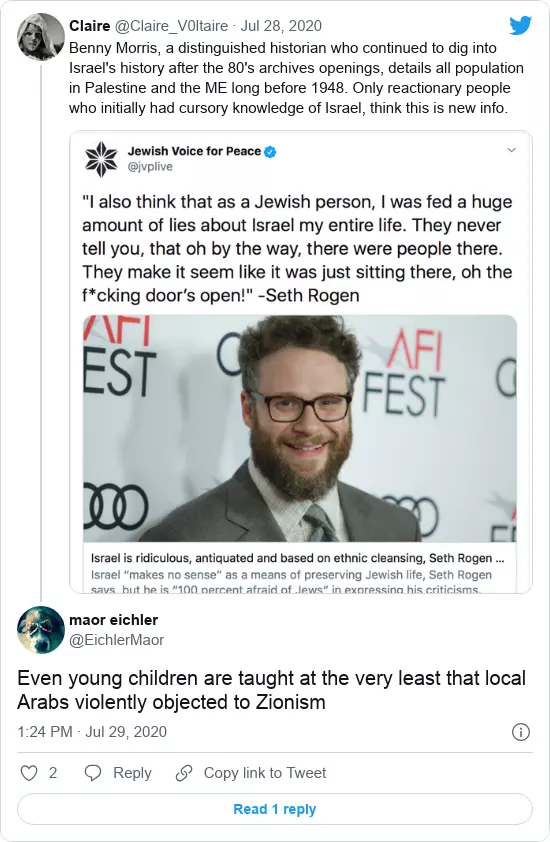 Claire @Claire_V0ltaire · Jul 28, 2020
Benny Morris, a distinguished historian who continued to dig into
Israel's history after the 80's archives openings, details all population
in Palestine and the ME long before 1948. Only reactionary people
who initially had cursory knowledge of Israel, think this is new info.
Jewish Voice for Peace
@jvplive
"I also think that as a Jewish person, I was fed a huge
amount of lies about Israel my entire life. They never
tell you, that oh by the way, there were people there.
They make it seem like it was just sitting there, oh the
f*cking door's open!" -Seth Rogen
AFI
EST
AFI
FEST
Israel is ridiculous, antiquated and based on ethnic cleansing, Seth Rogen ...
Israel "makes no sense" as a means of preserving Jewish life, Seth Rogen
says, but he is "100 percent afraid of Jews" in expressing his criticisms.
maor eichler
@EichlerMaor
Even young children are taught at the very least that local
Arabs violently objected to Zionism
1:24 PM · Jul 29, 2020
2 Reply Copy link to Tweet
Read 1 reply